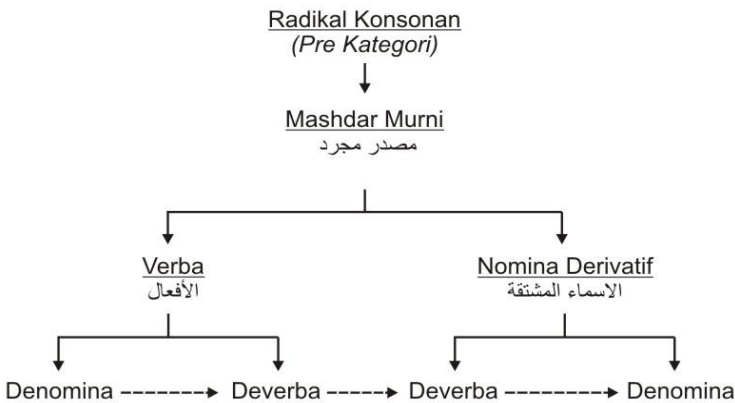 Radikal Konsonan
(Pre Kategori)
Mashdar Murni
مصدر مجرد
Verba
الأفعال
Nomina Derivatif
الاسماء المشتقة
Denomina
Deverba
Deverba
Denomina